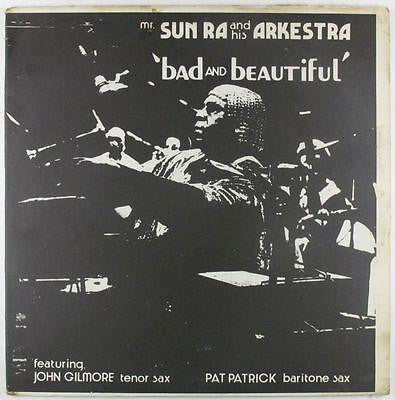 mr. SUN RA and his ARKESTRA
'bad AND bEAUTIFUL'
featuring.
JOHN GILMORE tenor sax PAT PATRICK baritone sax